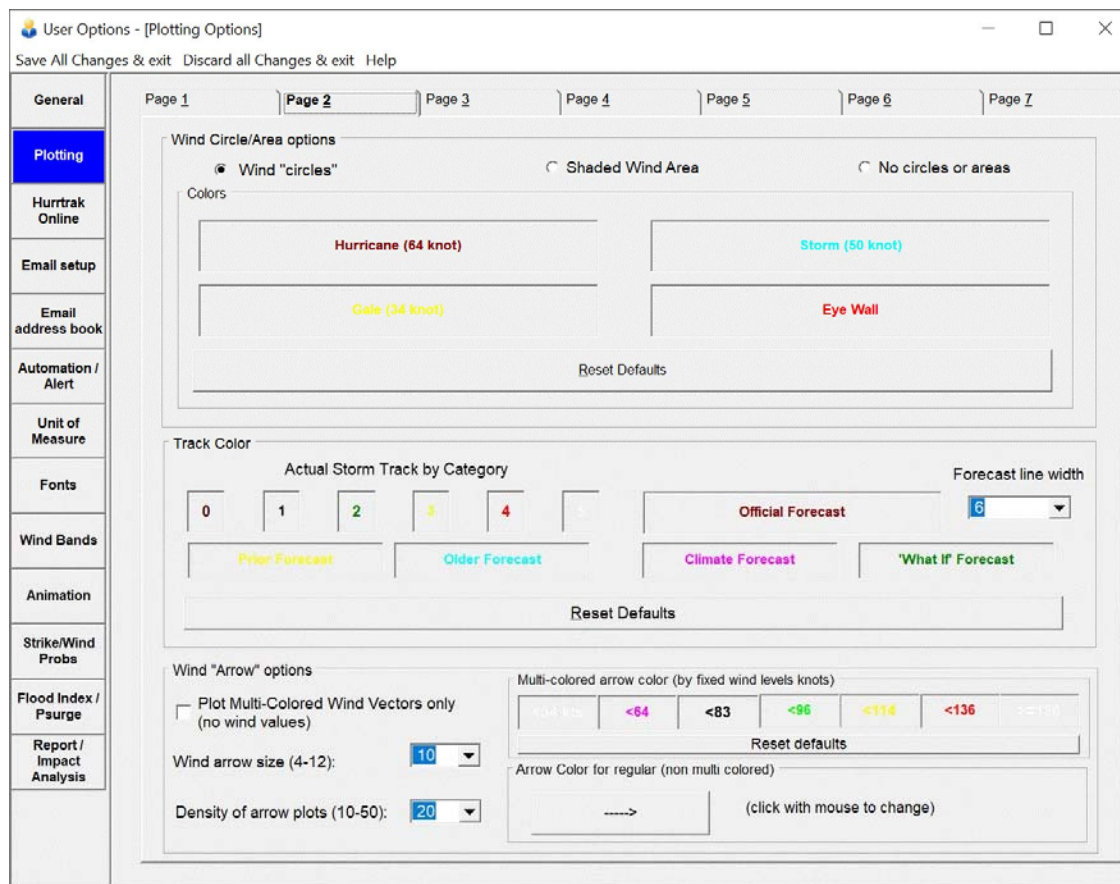 User Options - [Plotting Options]
Save All Changes & exit Discard all Changes & exit Help
General
Plotting
Hurrtrak
Online
Email setup
Email
address book
Automation /
Alert
Unit of
Measure
Fonts
Wind Bands
Animation
Strike/Wind
Probs
Flood Index /
Psurge
Report /
Impact
Analysis
Page 1 Page 2 Page 3 Page 4 Page 5 Page 6 Page 7
Wind Circle/Area options
Wind "circles" Shaded Wind Area No circles or areas
Colors
Hurricane (64 knot) Storm (50 knot)
Gale (34 knot) Eye Wall
Reset Defaults
Track Color
Actual Storm Track by Category
Forecast line width
0 1 2 3 4 5 Official Forecast 6
Prior Forecast Older Forecast Climate Forecast 'What If' Forecast
Reset Defaults
Wind "Arrow" options
Plot Multi-Colored Wind Vectors only
(no wind values)
Wind arrow size (4-12): 10
Density of arrow plots (10-50): 20
Multi-colored arrow color (by fixed wind levels knots)
<34 kts <64 <83 <96 <114 <136 >=136
Reset defaults
Arrow Color for regular (non multi colored)
-----> (click with mouse to change)